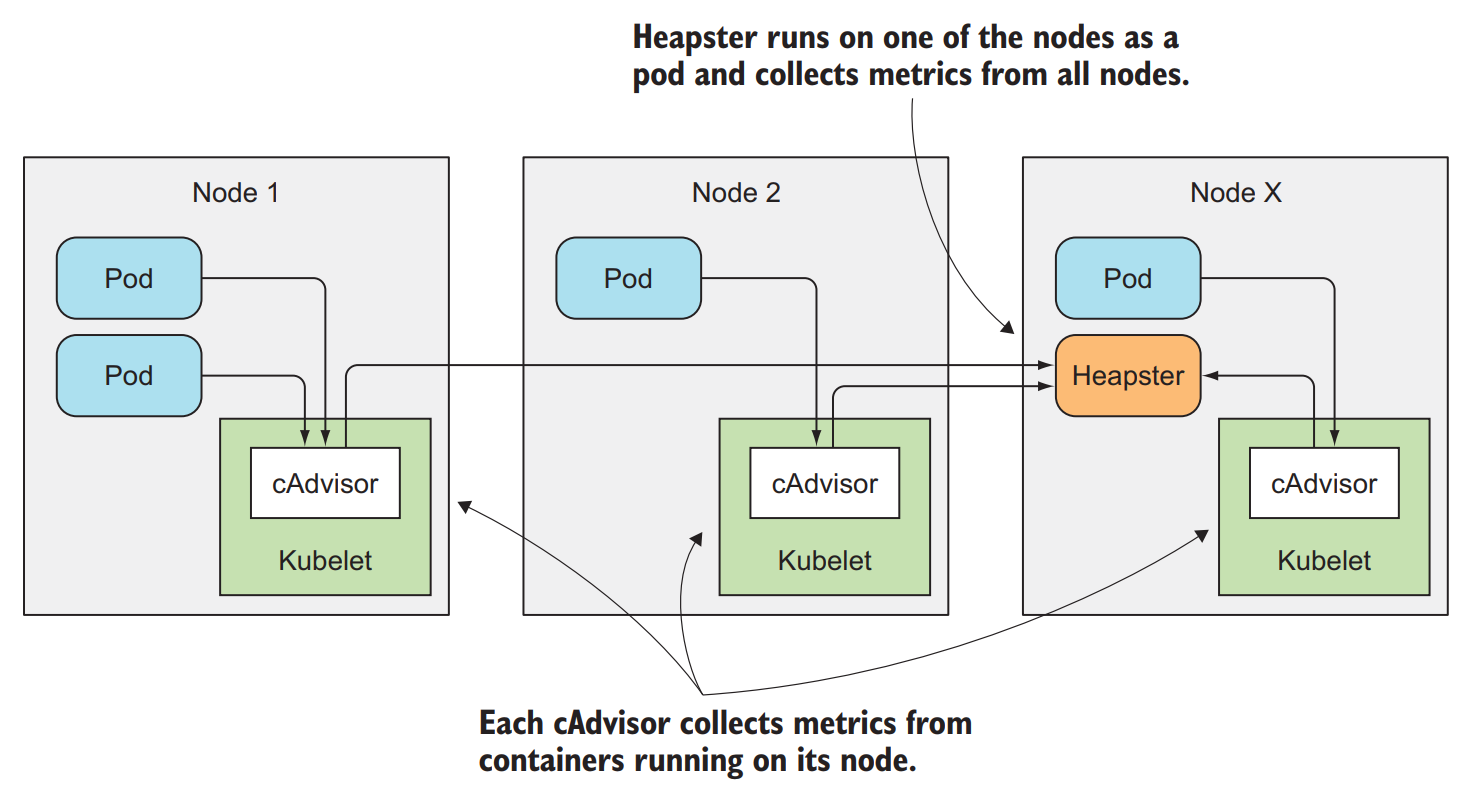 Heapster runs on one of the nodes as a
pod and collects metrics from all nodes.
Node 1
Pod
Pod
cAdvisor
Kubelet
Node 2
Pod
cAdvisor
Kubelet
Node X
Pod
Heapster
cAdvisor
Kubelet
Each cAdvisor collects metrics from
containers running on its node.